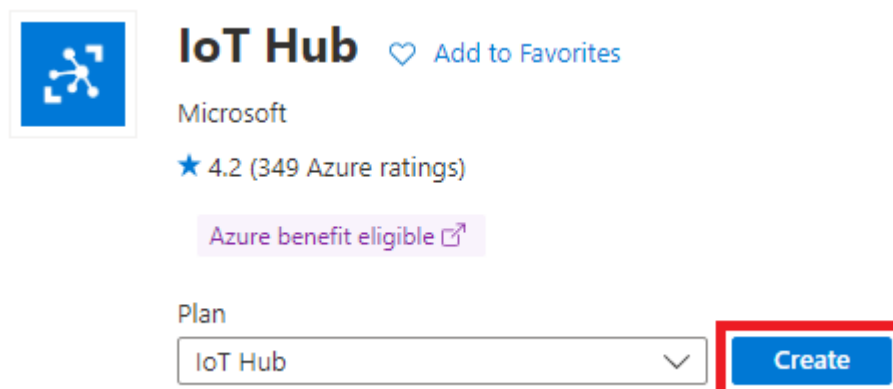 IoT Hub
Add to Favorites
Microsoft
4.2 (349 Azure ratings)
Azure benefit eligible
Plan
IoT Hub
Create